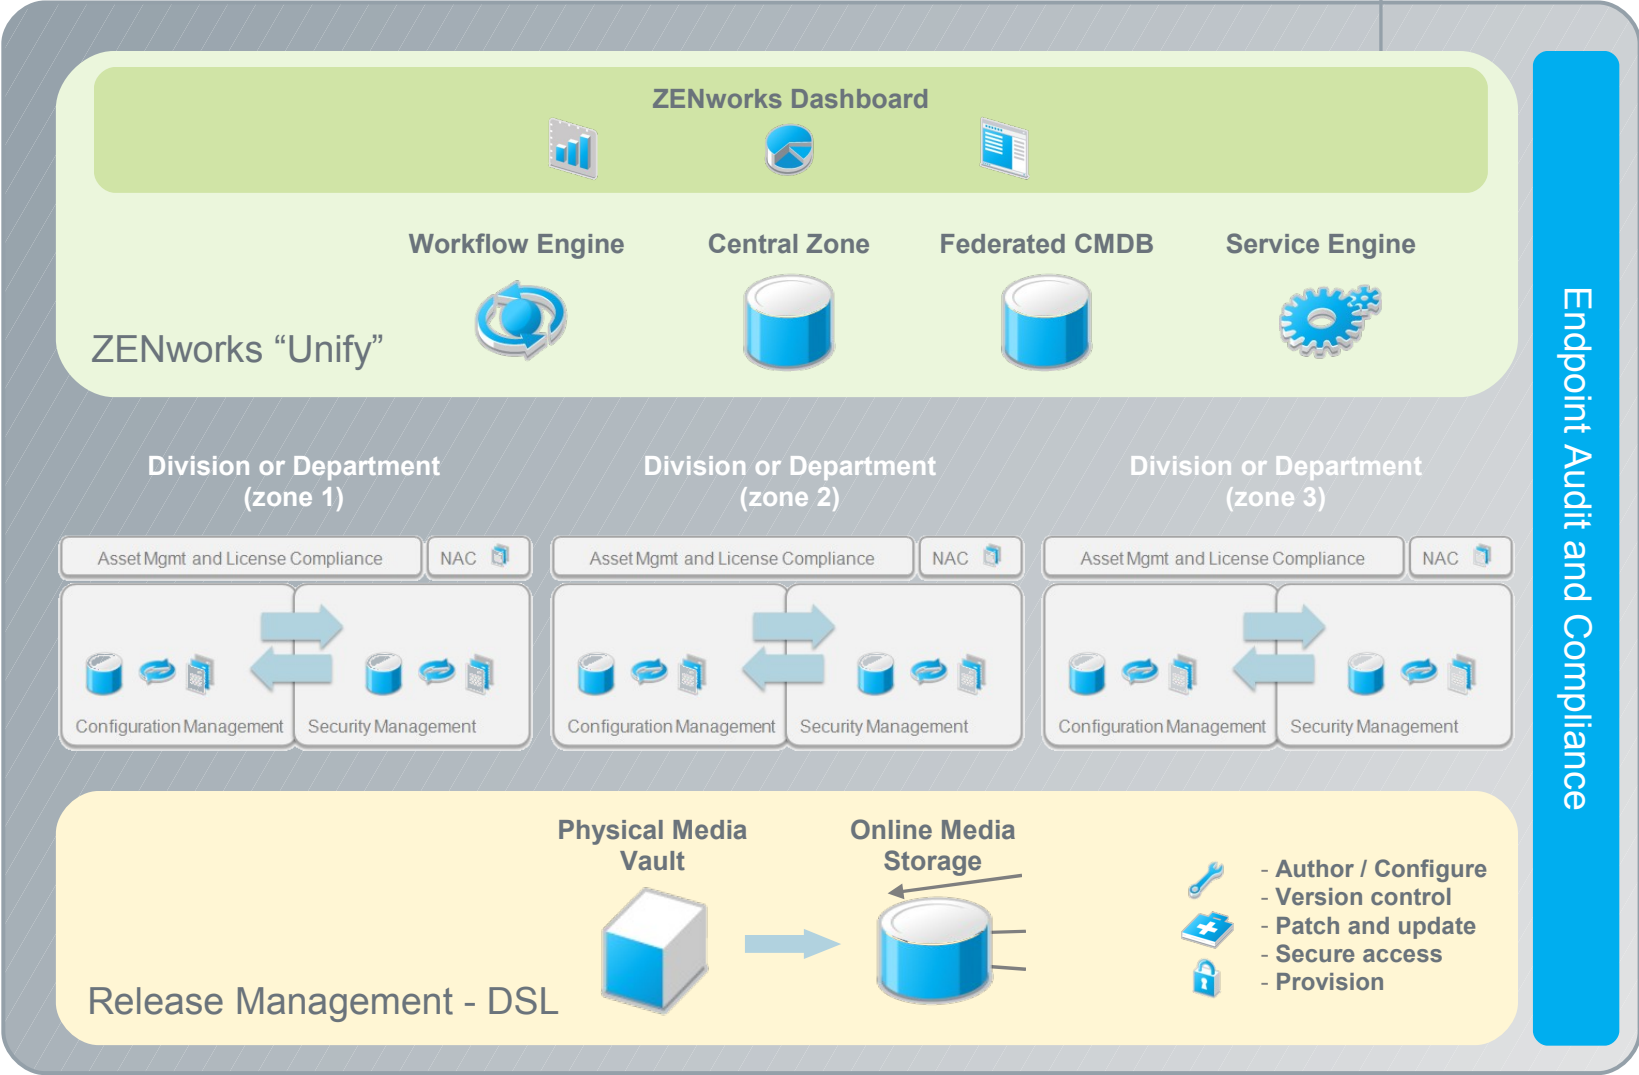 ZENworks Dashboard
Workflow Engine
Central Zone
Federated CMDB
Service Engine
ZENworks “Unify”
Division or Department
(zone 1)
Division or Department
(zone 2)
Division or Department
(zone 3)
Asset Mgmt and License Compliance
NAC
Asset Mgmt and License Compliance
NAC
Asset Mgmt and License Compliance
NAC
Configuration Management
Security Management
Configuration Management
Security Management
Configuration Management
Security Management
Physical Media
Vault
Online Media
Storage
- Author / Configure
- Version control
- Patch and update
- Secure access
- Provision
Release Management - DSL
Endpoint Audit and Compliance